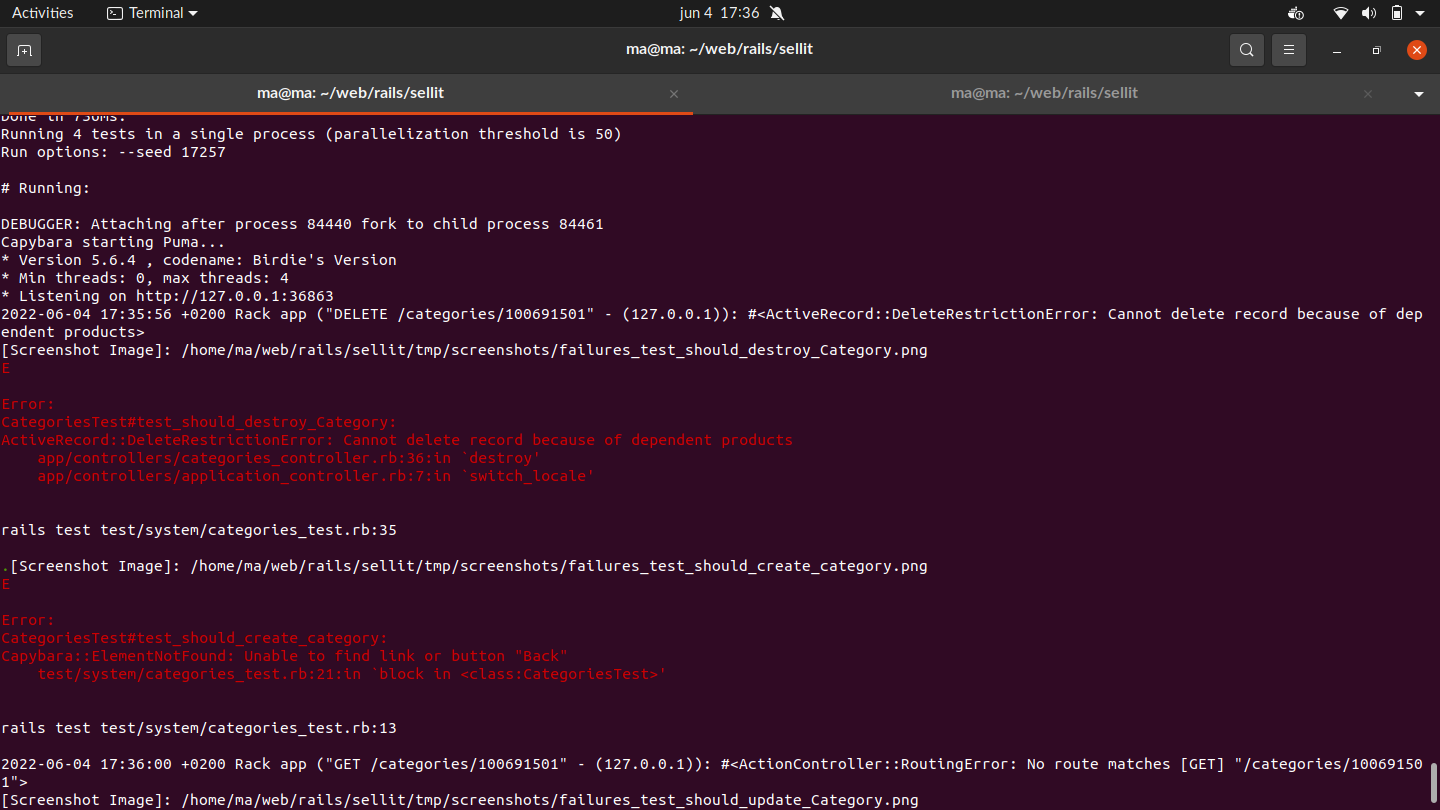 Activities Terminal jun 4 17:36
ma@ma: ~/web/rails/sellit
ma@ma: ~/web/rails/sellit ma@ma: ~/web/rails/sellit
Done in 736ms.
Running 4 tests in a single process (parallelization threshold is 50)
Run options: --seed 17257
# Running:
DEBUGGER: Attaching after process 84440 fork to child process 84461
Capybara starting Puma...
* Version 5.6.4 , codename: Birdie's Version
* Min threads: 0, max threads: 4
* Listening on http://127.0.0.1:36863
2022-06-04 17:35:56 +0200 Rack app ("DELETE /categories/100691501" - (127.0.0.1)): #<ActiveRecord::DeleteRestrictionError: Cannot delete record because of dep
endent products>
[Screenshot Image]: /home/ma/web/rails/sellit/tmp/screenshots/failures_test_should_destroy_Category.png
E
Error:
CategoriesTest#test_should_destroy_Category:
ActiveRecord::DeleteRestrictionError: Cannot delete record because of dependent products
    app/controllers/categories_controller.rb:36:in `destroy'
    app/controllers/application_controller.rb:7:in `switch_locale'
rails test test/system/categories_test.rb:35
.[Screenshot Image]: /home/ma/web/rails/sellit/tmp/screenshots/failures_test_should_create_category.png
E
Error:
CategoriesTest#test_should_create_category:
Capybara::ElementNotFound: Unable to find link or button "Back"
    test/system/categories_test.rb:21:in `block in <class:CategoriesTest>'
rails test test/system/categories_test.rb:13
2022-06-04 17:36:00 +0200 Rack app ("GET /categories/100691501" - (127.0.0.1)): #<ActionController::RoutingError: No route matches [GET] "/categories/10069150
1">
[Screenshot Image]: /home/ma/web/rails/sellit/tmp/screenshots/failures_test_should_update_Category.png